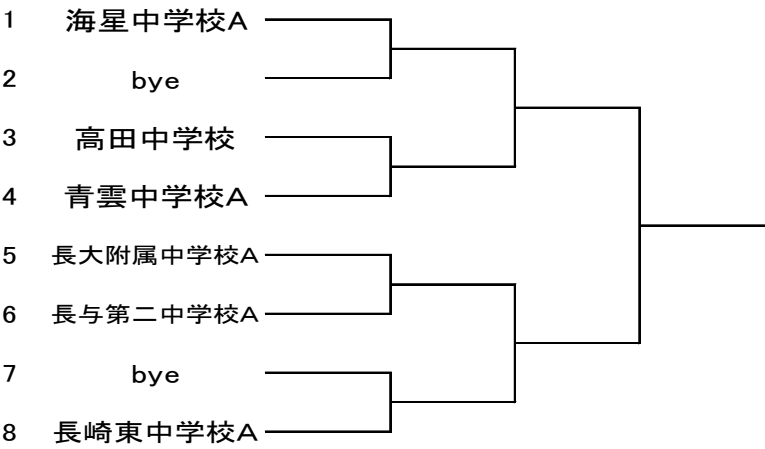 1 海星中学校A
2 bye
3 高田中学校
4 青雲中学校A
5 長大附属中学校A
6 長与第二中学校A
7 bye
8 長崎東中学校A